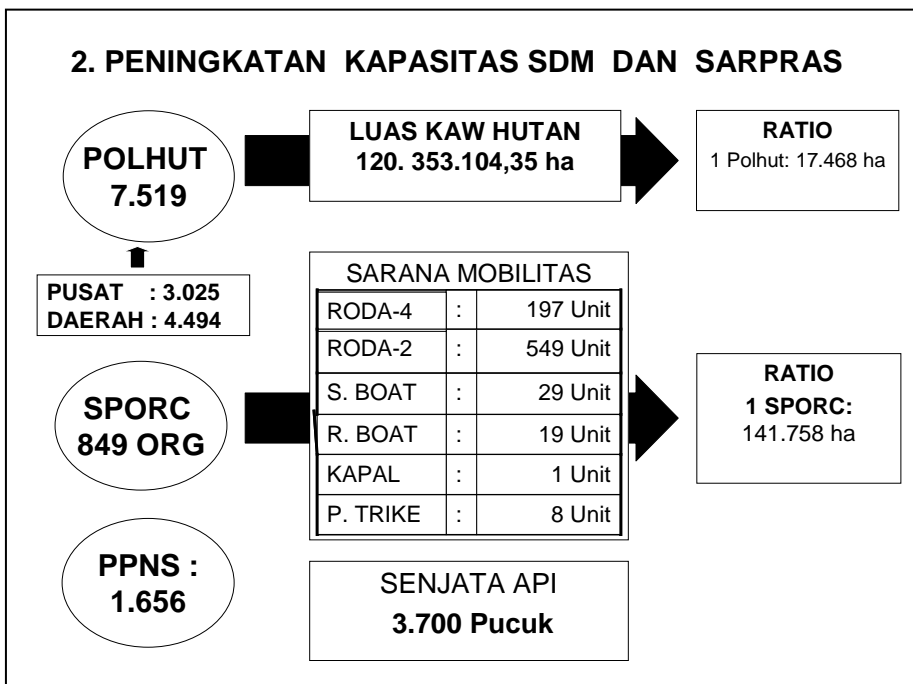 2. PENINGKATAN KAPASITAS SDM DAN SARPRAS
POLHUT
7.519
LUAS KAW HUTAN
120. 353.104,35 ha
RATIO
1 Polhut: 17.468 ha
PUSAT : 3.025
DAERAH : 4.494
SARANA MOBILITAS
RODA-4 : 197 Unit
RODA-2 : 549 Unit
S. BOAT : 29 Unit
R. BOAT : 19 Unit
KAPAL : 1 Unit
P. TRIKE : 8 Unit
SPORC
849 ORG
RATIO
1 SPORC:
141.758 ha
PPNS :
1.656
SENJATA API
3.700 Pucuk